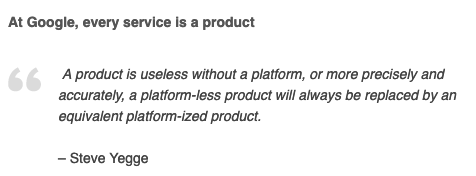 At Google, every service is a product
“ A product is useless without a platform, or more precisely and
accurately, a platform-less product will always be replaced by an
equivalent platform-ized product.
– Steve Yegge